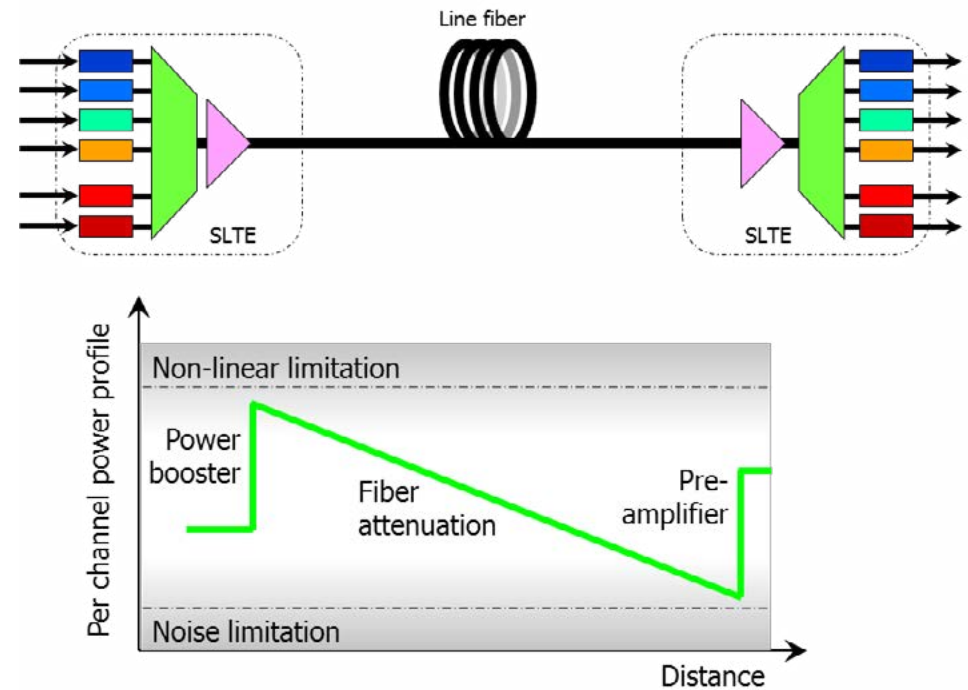 Line fiber
SLTE
SLTE
Per channel power profile
Non-linear limitation
Power
booster
Fiber
attenuation
Pre-
amplifier
Noise limitation
Distance